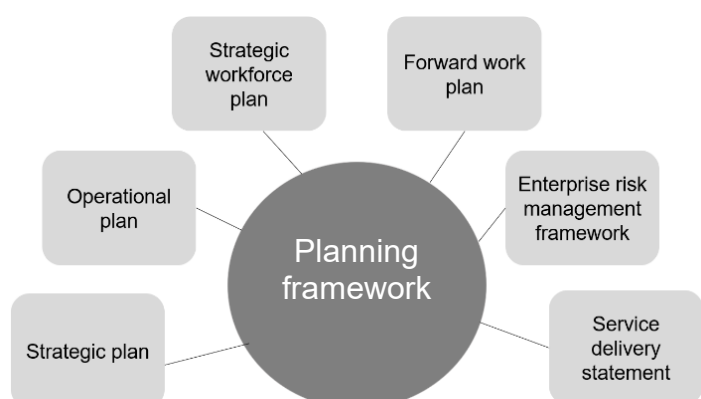 Strategic
workforce
plan
Forward work
plan
Operational
plan
Enterprise risk
management
framework
Planning
framework
Strategic plan
Service
delivery
statement